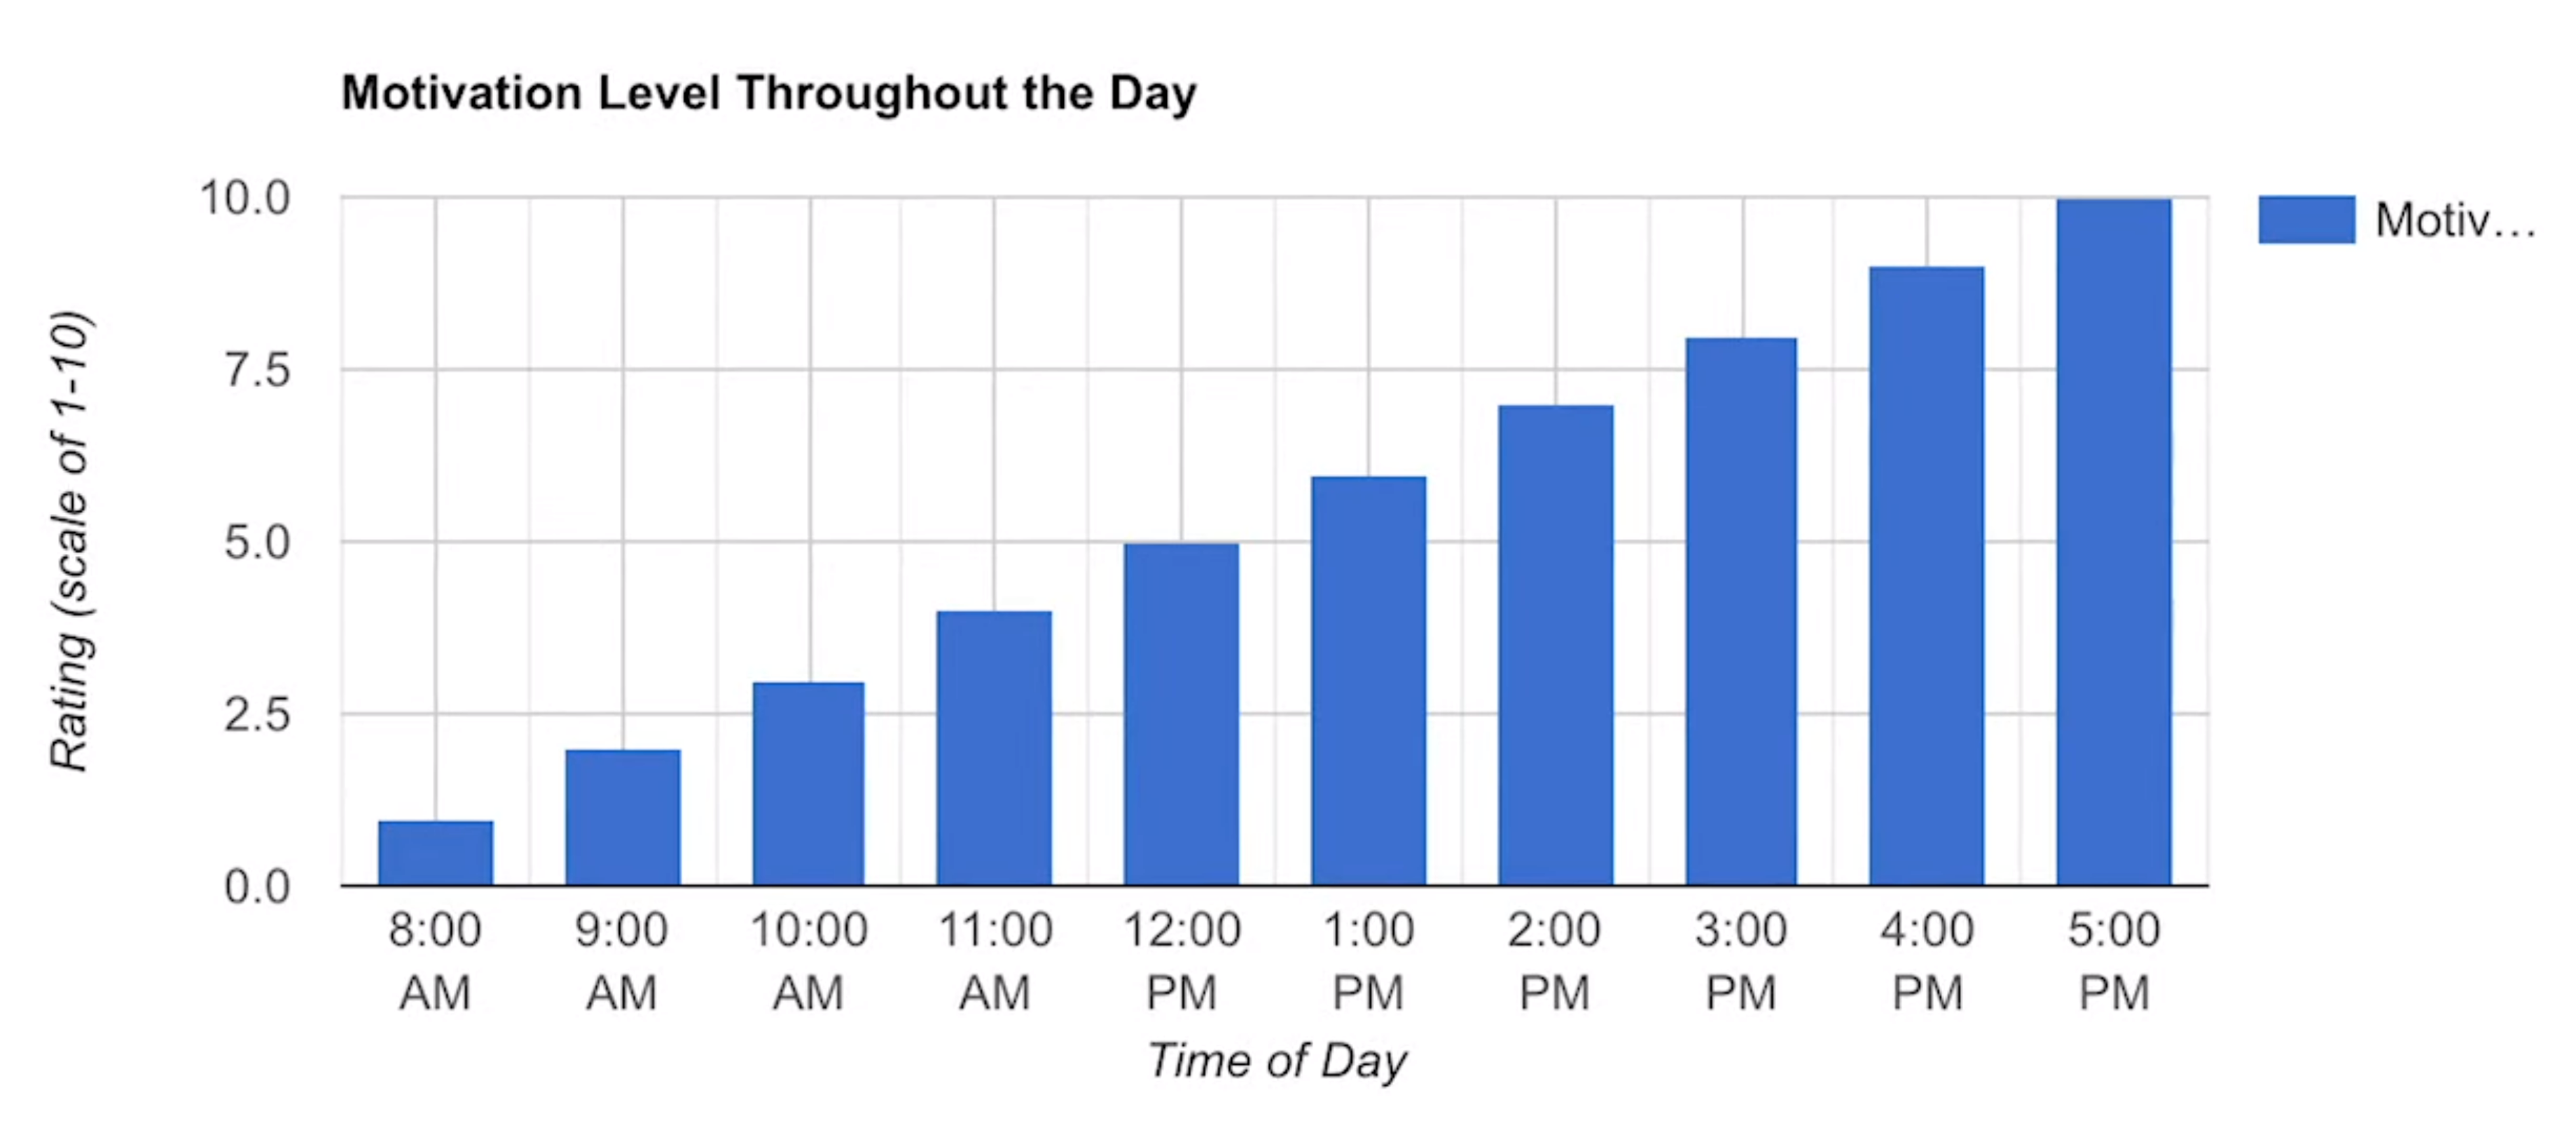 Motivation Level Throughout the Day
Rating (scale of 1-10)
10.0
7.5
5.0
2.5
0.0
Motiv…
8:00 AM
9:00 AM
10:00 AM
11:00 AM
12:00 PM
1:00 PM
2:00 PM
3:00 PM
4:00 PM
5:00 PM
Time of Day